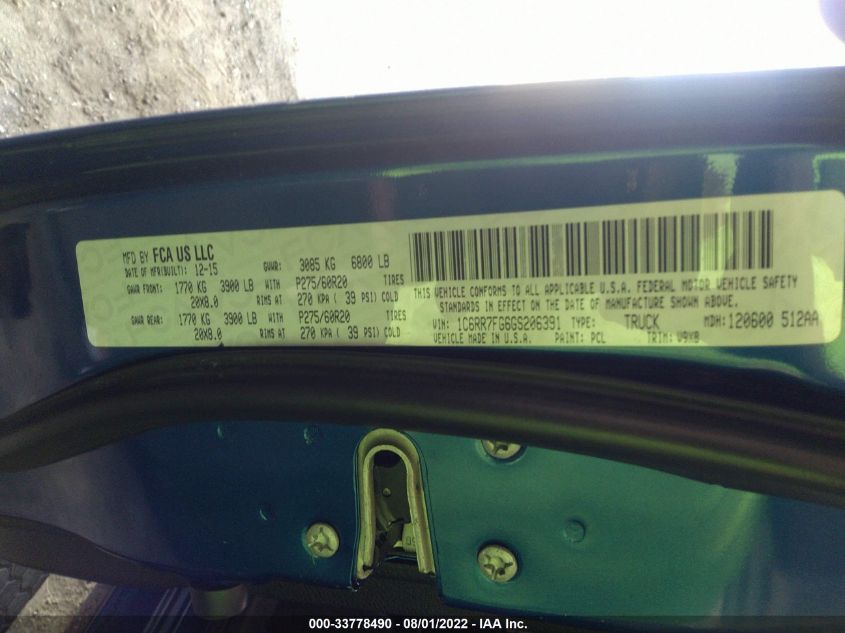 MFD BY FCA US LLC
DATE OF MFR(BUILT): 12-15 GVWR: 3085 KG 6800 LB
GAWR FRONT: 1770 KG 3900 LB WITH P275/60R20 TIRES
20X8.0 RIMS AT 270 KPA ( 39 PSI) COLD
GAWR REAR: 1770 KG 3900 LB WITH P275/60R20 TIRES
20X8.0 RIMS AT 270 KPA ( 39 PSI) COLD
THIS VEHICLE CONFORMS TO ALL APPLICABLE U.S.A. FEDERAL MOTOR VEHICLE SAFETY
STANDARDS IN EFFECT ON THE DATE OF MANUFACTURE SHOWN ABOVE.
VIN: 1C6RR7FG6GS206391 TYPE: TRUCK MDH: 120600 512AA
VEHICLE MADE IN U.S.A. PAINT: PCL TRIM: V9X8
000-33778490 - 08/01/2022 - IAA Inc.